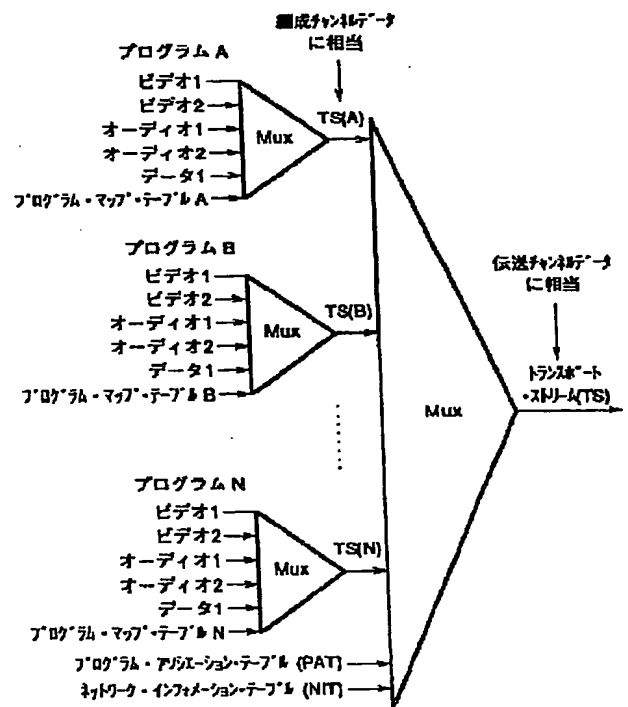 編成チャンネルデータ
に相当
プログラム A
ビデオ1
ビデオ2
オーディオ1
オーディオ2
データ1
プログラム・マップ・テーブル A
Mux
TS(A)
プログラム B
ビデオ1
ビデオ2
オーディオ1
オーディオ2
データ1
プログラム・マップ・テーブル B
Mux
TS(B)
プログラム N
ビデオ1
ビデオ2
オーディオ1
オーディオ2
データ1
プログラム・マップ・テーブル N
Mux
TS(N)
プログラム・アソシエーション・テーブル (PAT)
ネットワーク・インフォメーション・テーブル (NIT)
Mux
伝送チャンネルデータ
に相当
トランスポート
・ストリーム(TS)